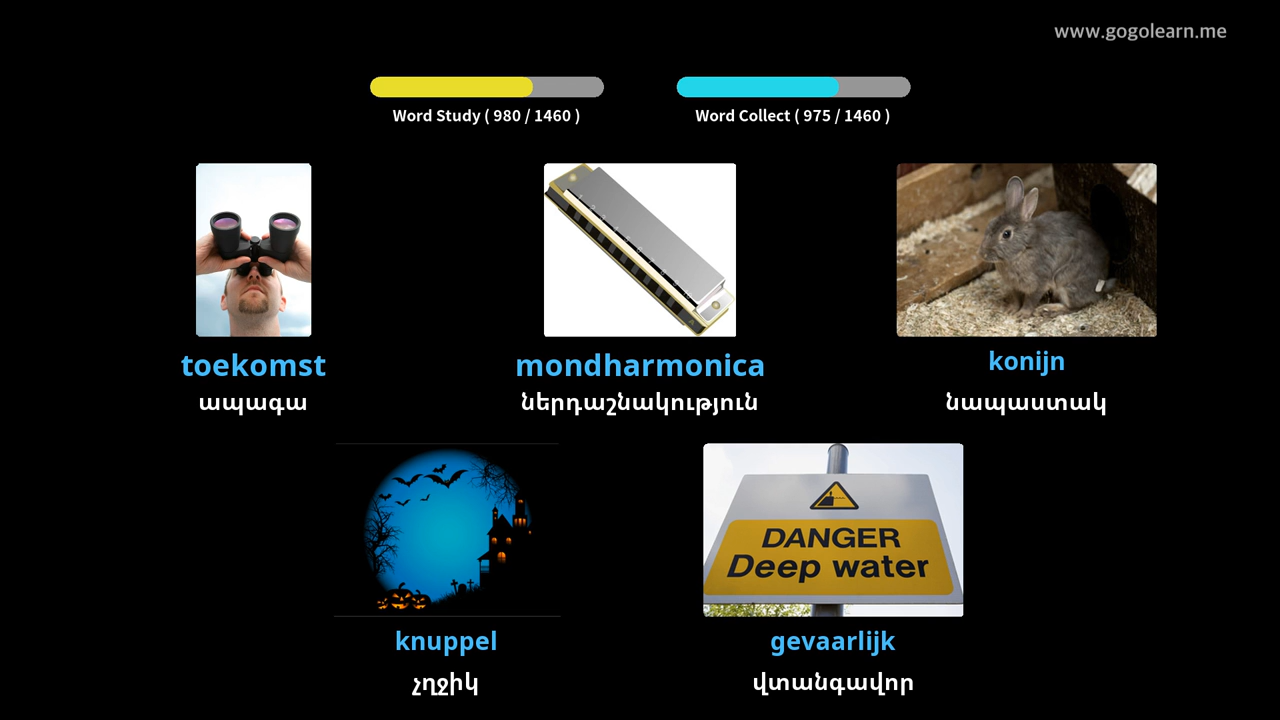 www.gogolearn.me
Word Study ( 980 / 1460 )
Word Collect ( 975 / 1460 )
toekomst
ապագա
mondharmonica
ներդաշնակություն
konijn
նապաստակ
DANGER
Deep water
knuppel
չղջիկ
gevaarlijk
վտանգավոր